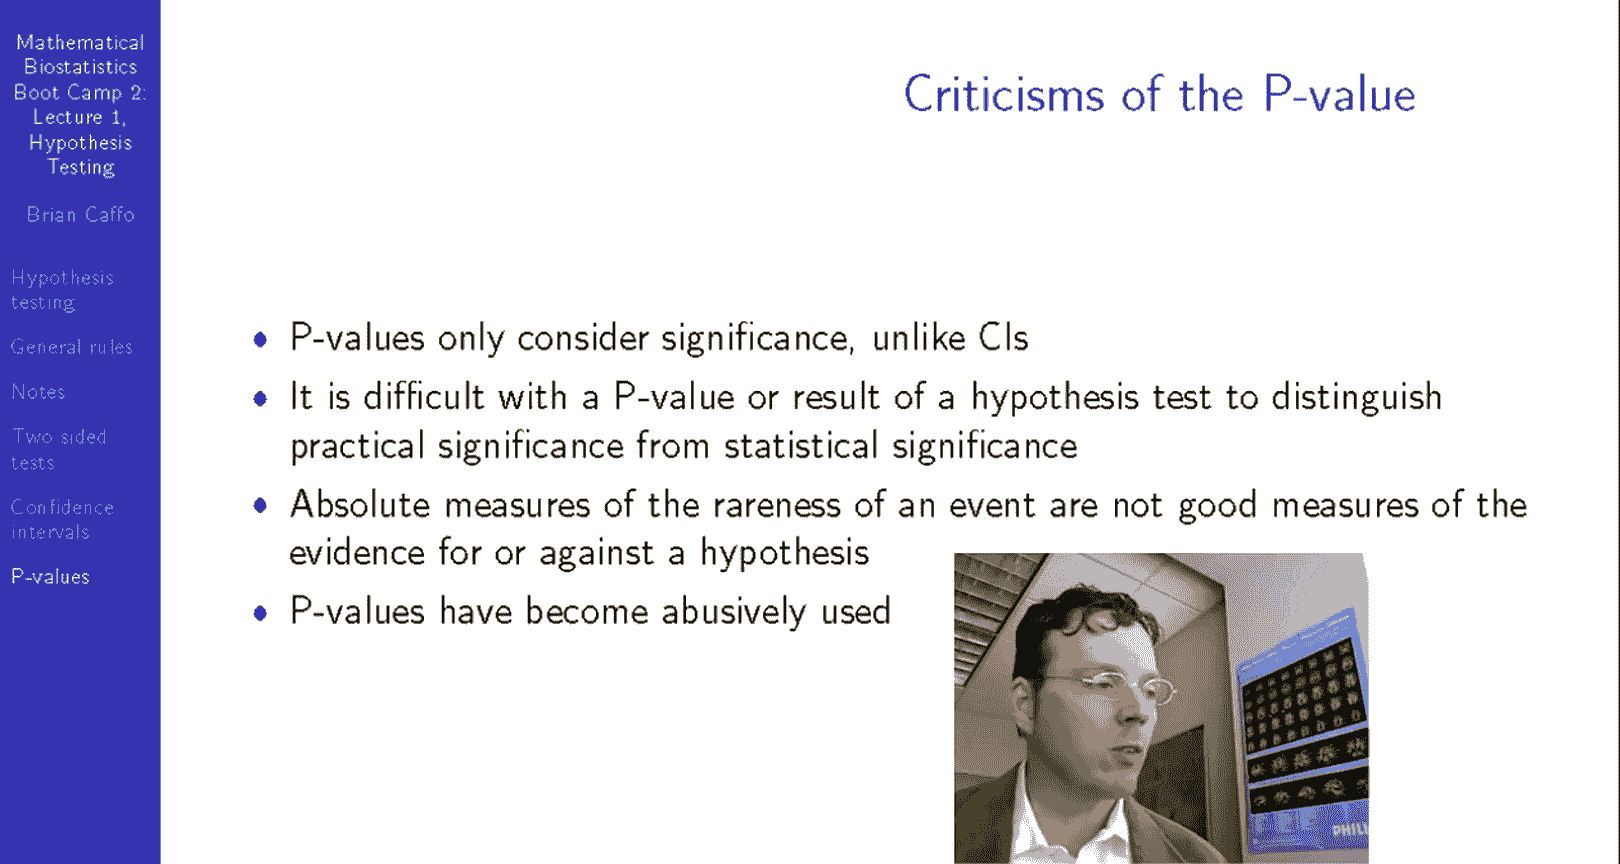 Mathematical
Biostatistics
Boot Camp 2:
Lecture 1,
Hypothesis
Testing
Brian Caffo
Hypothesis
testing
General rules
Notes
Two sided
tests
Confidence
intervals
P-values
Criticisms of the P-value
• P-values only consider significance, unlike CIs
• It is difficult with a P-value or result of a hypothesis test to distinguish
practical significance from statistical significance
• Absolute measures of the rareness of an event are not good measures of the
evidence for or against a hypothesis
• P-values have become abusively used